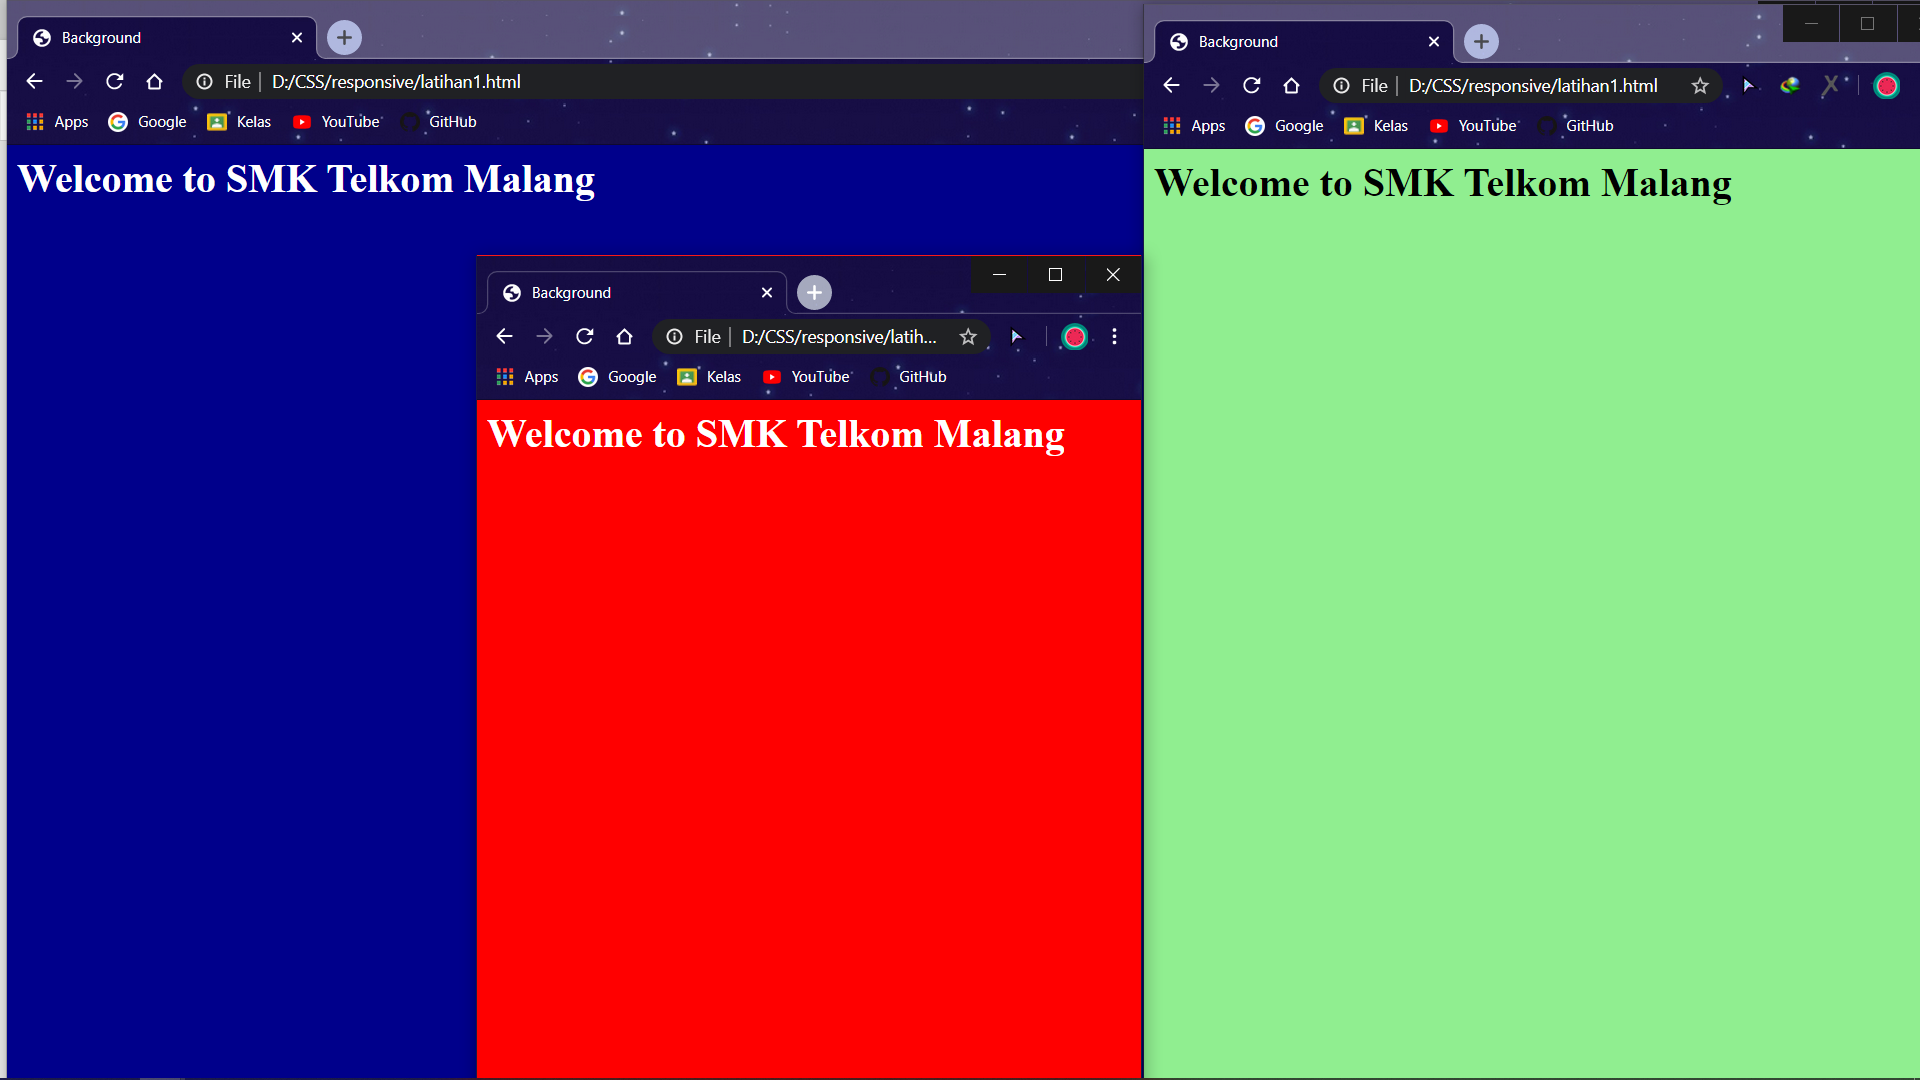 Background
File D:/CSS/responsive/latihan1.html
Apps Google Kelas YouTube GitHub
Welcome to SMK Telkom Malang
Background
File D:/CSS/responsive/latih...
Apps Google Kelas YouTube GitHub
Welcome to SMK Telkom Malang
Background
File D:/CSS/responsive/latihan1.html
Apps Google Kelas YouTube GitHub
Welcome to SMK Telkom Malang